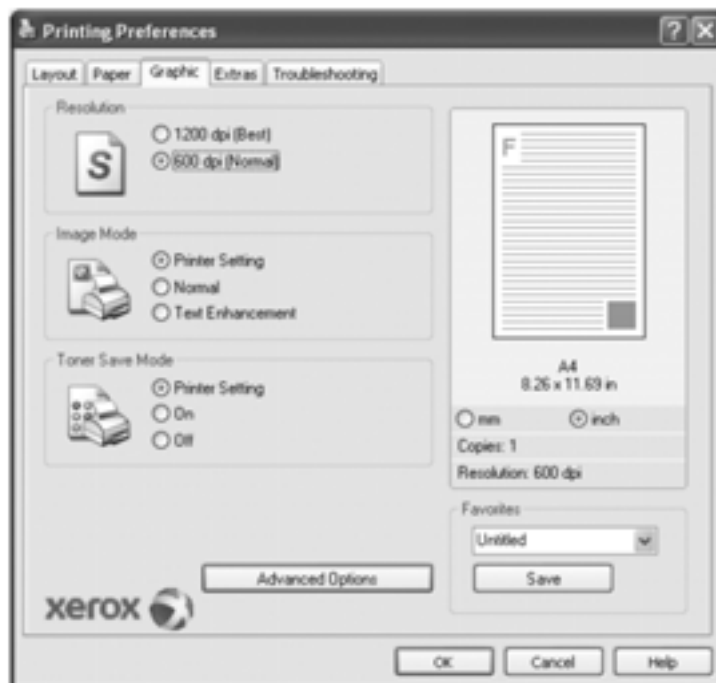 Printing Preferences
Layout Paper Graphic Extras Troubleshooting
Resolution
S
1200 dpi (Best)
600 dpi (Normal)
Image Mode
Printer Setting
Normal
Text Enhancement
Toner Save Mode
Printer Setting
On
Off
F
A4
8.26 x 11.69 in
mm inch
Copies: 1
Resolution: 600 dpi
Favorites
Untitled
Save
Advanced Options
xerox
OK Cancel Help